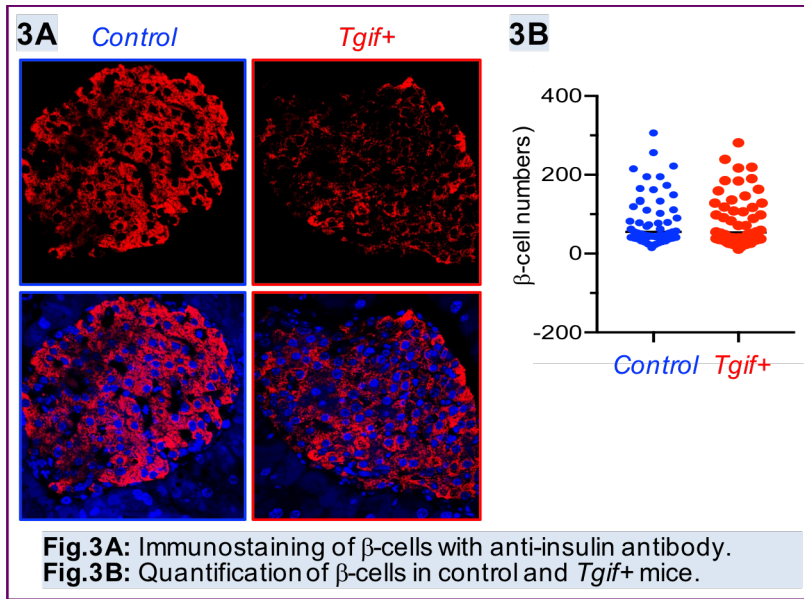 3A Control Tgif+
3B
400
200
0
-200
β-cell numbers)
Control Tgif+
Fig.3A: Immunostaining of β-cells with anti-insulin antibody.
Fig.3B: Quantification of β-cells in control and Tgif+ mice.